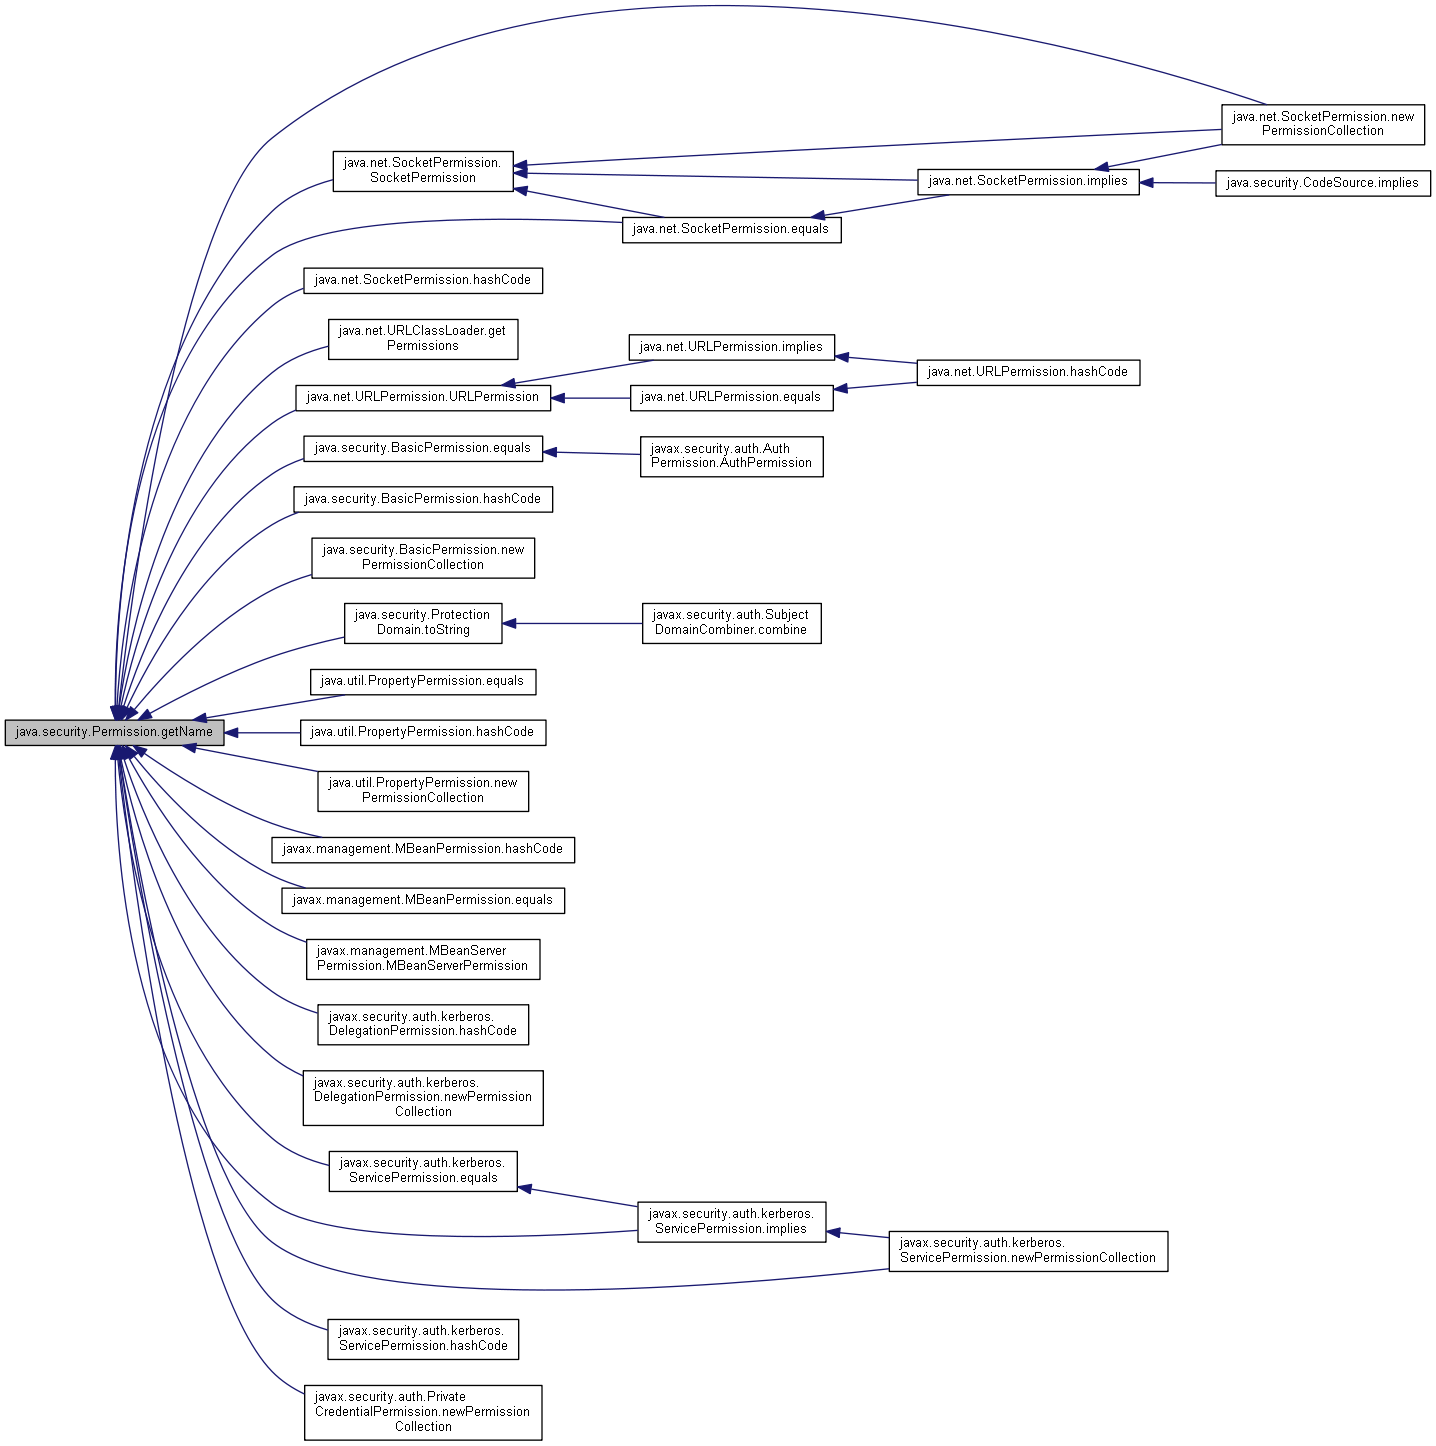 java.net.SocketPermission.new
PermissionCollection
java.net.SocketPermission.
SocketPermission
java.net.SocketPermission.implies
java.security.CodeSource.implies
java.net.SocketPermission.equals
java.net.SocketPermission.hashCode
java.net.URLClassLoader.get
Permissions
java.net.URLPermission.implies
java.net.URLPermission.hashCode
java.net.URLPermission.URLPermission
java.net.URLPermission.equals
java.security.BasicPermission.equals
javax.security.auth.Auth
Permission.AuthPermission
java.security.BasicPermission.hashCode
java.security.BasicPermission.new
PermissionCollection
java.security.Protection
Domain.toString
javax.security.auth.Subject
DomainCombiner.combine
java.util.PropertyPermission.equals
java.security.Permission.getName
java.util.PropertyPermission.hashCode
java.util.PropertyPermission.new
PermissionCollection
javax.management.MBeanPermission.hashCode
javax.management.MBeanPermission.equals
javax.management.MBeanServer
Permission.MBeanServerPermission
javax.security.auth.kerberos.
DelegationPermission.hashCode
javax.security.auth.kerberos.
DelegationPermission.newPermission
Collection
javax.security.auth.kerberos.
ServicePermission.equals
javax.security.auth.kerberos.
ServicePermission.implies
javax.security.auth.kerberos.
ServicePermission.newPermissionCollection
javax.security.auth.kerberos.
ServicePermission.hashCode
javax.security.auth.Private
CredentialPermission.newPermission
Collection